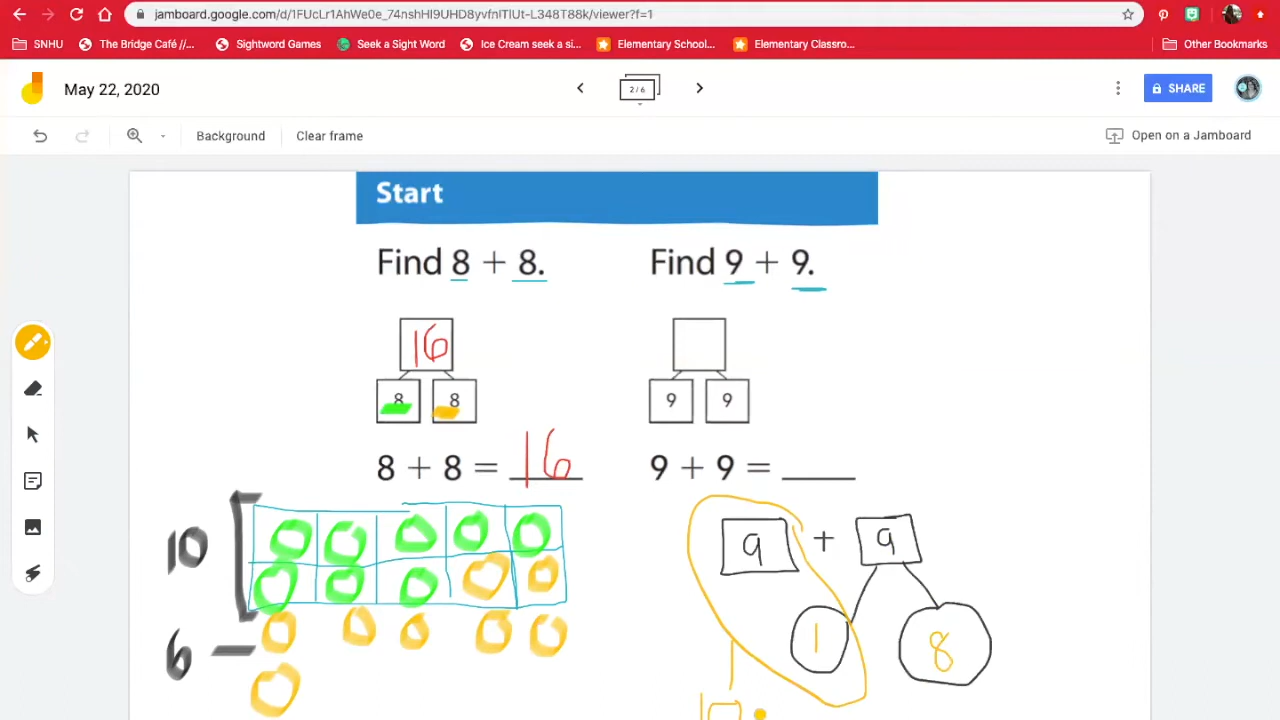 jamboard.google.com/d/1FUcLr1AhWe0e_74nshHI9UHD8yvfnlTlUt-L348T88k/viewer?f=1
SNHU The Bridge Café //... Sightword Games Seek a Sight Word Ice Cream seek a si... Elementary School... Elementary Classro... Other Bookmarks
May 22, 2020 2 / 6 SHARE
Background Clear frame Open on a Jamboard
Start
Find 8 + 8. Find 9 + 9.
16
8 8 9 9
8 + 8 = 16 9 + 9 = ____
10 9 + 9
6 – 1 8
10